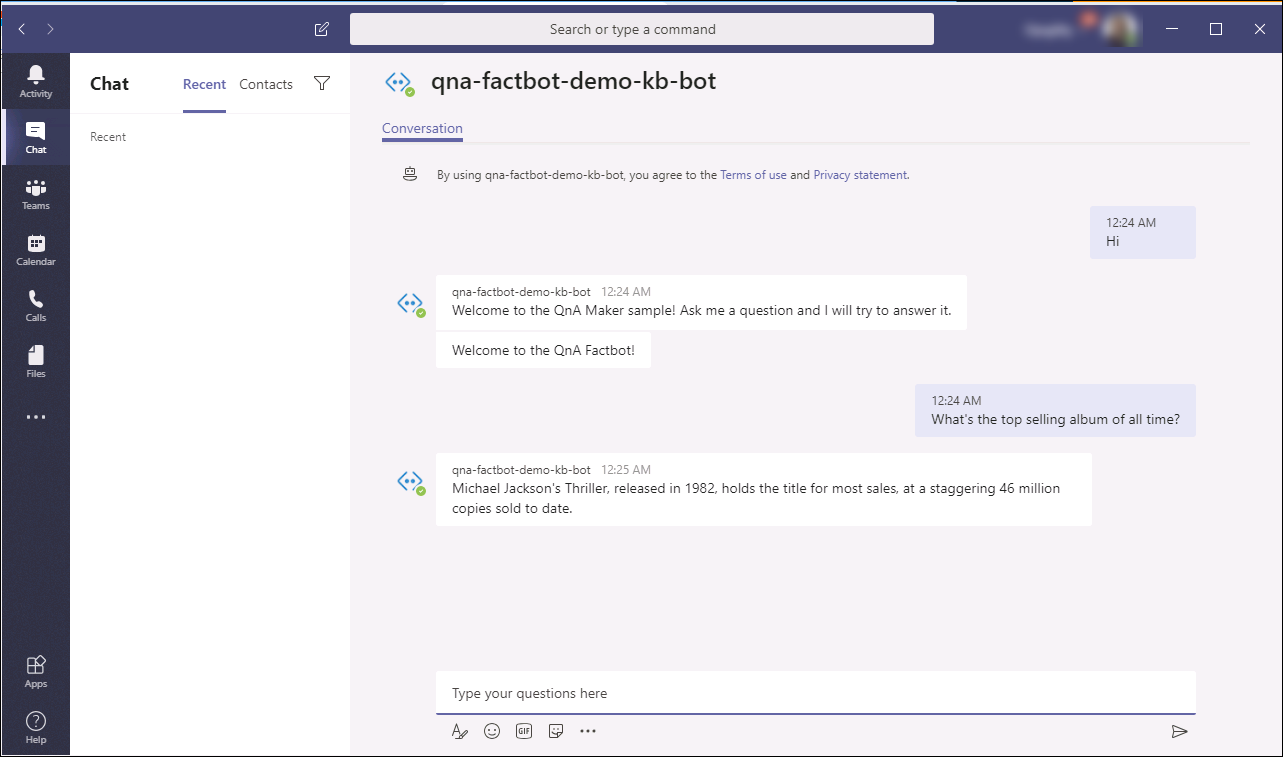 Search or type a command
Activity
Chat
Teams
Calendar
Calls
Files
Apps
Help
Chat Recent Contacts
Recent
qna-factbot-demo-kb-bot
Conversation
By using qna-factbot-demo-kb-bot, you agree to the Terms of use and Privacy statement.
12:24 AM
Hi
qna-factbot-demo-kb-bot 12:24 AM
Welcome to the QnA Maker sample! Ask me a question and I will try to answer it.
Welcome to the QnA Factbot!
12:24 AM
What's the top selling album of all time?
qna-factbot-demo-kb-bot 12:25 AM
Michael Jackson's Thriller, released in 1982, holds the title for most sales, at a staggering 46 million
copies sold to date.
Type your questions here
GIF